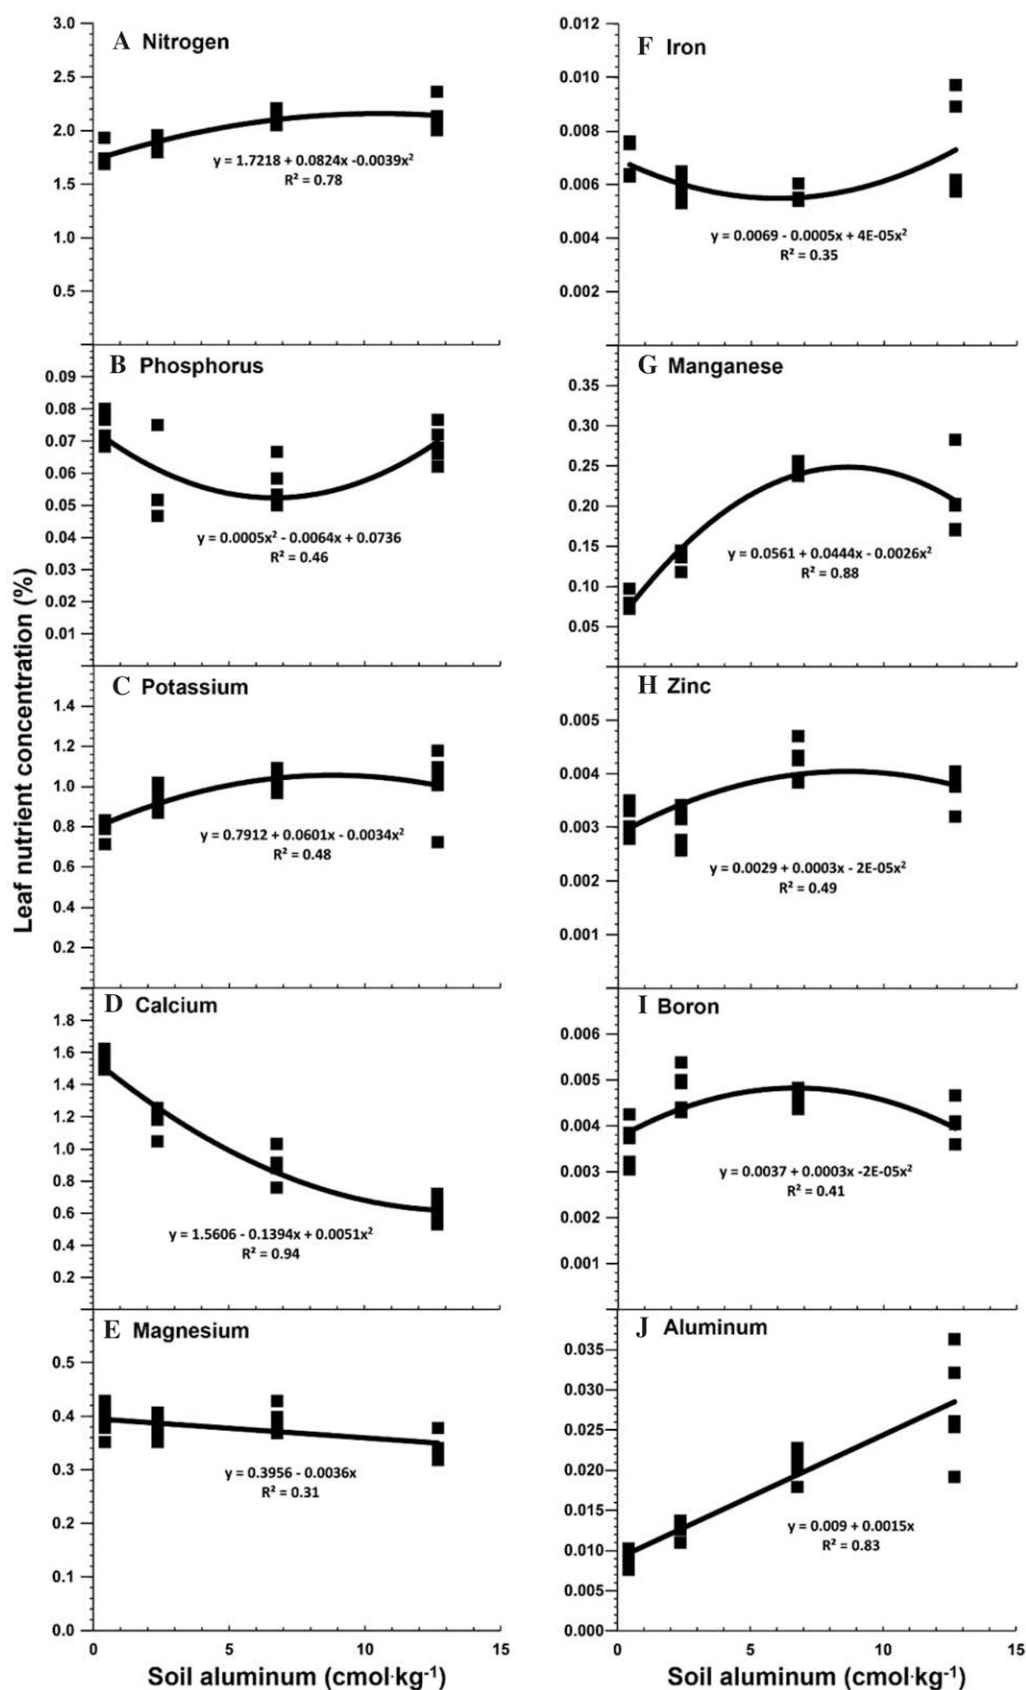 Leaf nutrient concentration (%)
A Nitrogen
3.0
2.5
2.0
1.5
1.0
0.5
y = 1.7218 + 0.0824x -0.0039x²
R² = 0.78
B Phosphorus
0.09
0.08
0.07
0.06
0.05
0.04
0.03
0.02
0.01
y = 0.0005x² - 0.0064x + 0.0736
R² = 0.46
C Potassium
1.4
1.2
1.0
0.8
0.6
0.4
0.2
y = 0.7912 + 0.0601x - 0.0034x²
R² = 0.48
D Calcium
1.8
1.6
1.4
1.2
1.0
0.8
0.6
0.4
0.2
y = 1.5606 - 0.1394x + 0.0051x²
R² = 0.94
E Magnesium
0.5
0.4
0.3
0.2
0.1
0.0
y = 0.3956 - 0.0036x
R² = 0.31
0 5 10 15
Soil aluminum (cmol·kg⁻¹)
F Iron
0.012
0.010
0.008
0.006
0.004
0.002
y = 0.0069 - 0.0005x + 4E-05x²
R² = 0.35
G Manganese
0.35
0.30
0.25
0.20
0.15
0.10
0.05
y = 0.0561 + 0.0444x - 0.0026x²
R² = 0.88
H Zinc
0.005
0.004
0.003
0.002
0.001
y = 0.0029 + 0.0003x - 2E-05x²
R² = 0.49
I Boron
0.006
0.005
0.004
0.003
0.002
0.001
y = 0.0037 + 0.0003x -2E-05x²
R² = 0.41
J Aluminum
0.035
0.030
0.025
0.020
0.015
0.010
0.005
0.000
y = 0.009 + 0.0015x
R² = 0.83
0 5 10 15
Soil aluminum (cmol·kg⁻¹)